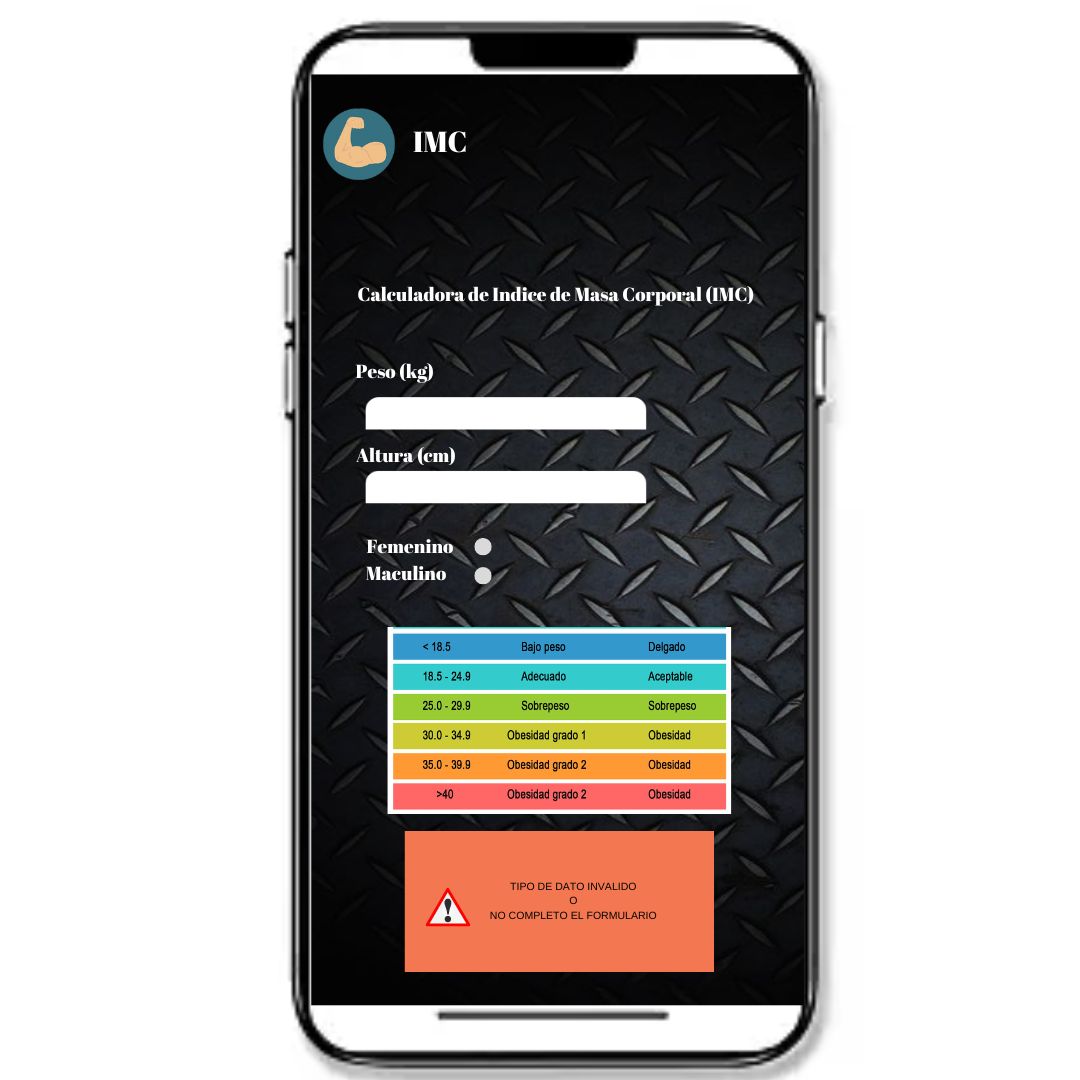 IMC
Calculadora de Indice de Masa Corporal (IMC)
Peso (kg)
Altura (cm)
Femenino
Maculino
< 18.5 Bajo peso Delgado
18.5 - 24.9 Adecuado Aceptable
25.0 - 29.9 Sobrepeso Sobrepeso
30.0 - 34.9 Obesidad grado 1 Obesidad
35.0 - 39.9 Obesidad grado 2 Obesidad
>40 Obesidad grado 2 Obesidad
TIPO DE DATO INVALIDO
O
NO COMPLETO EL FORMULARIO